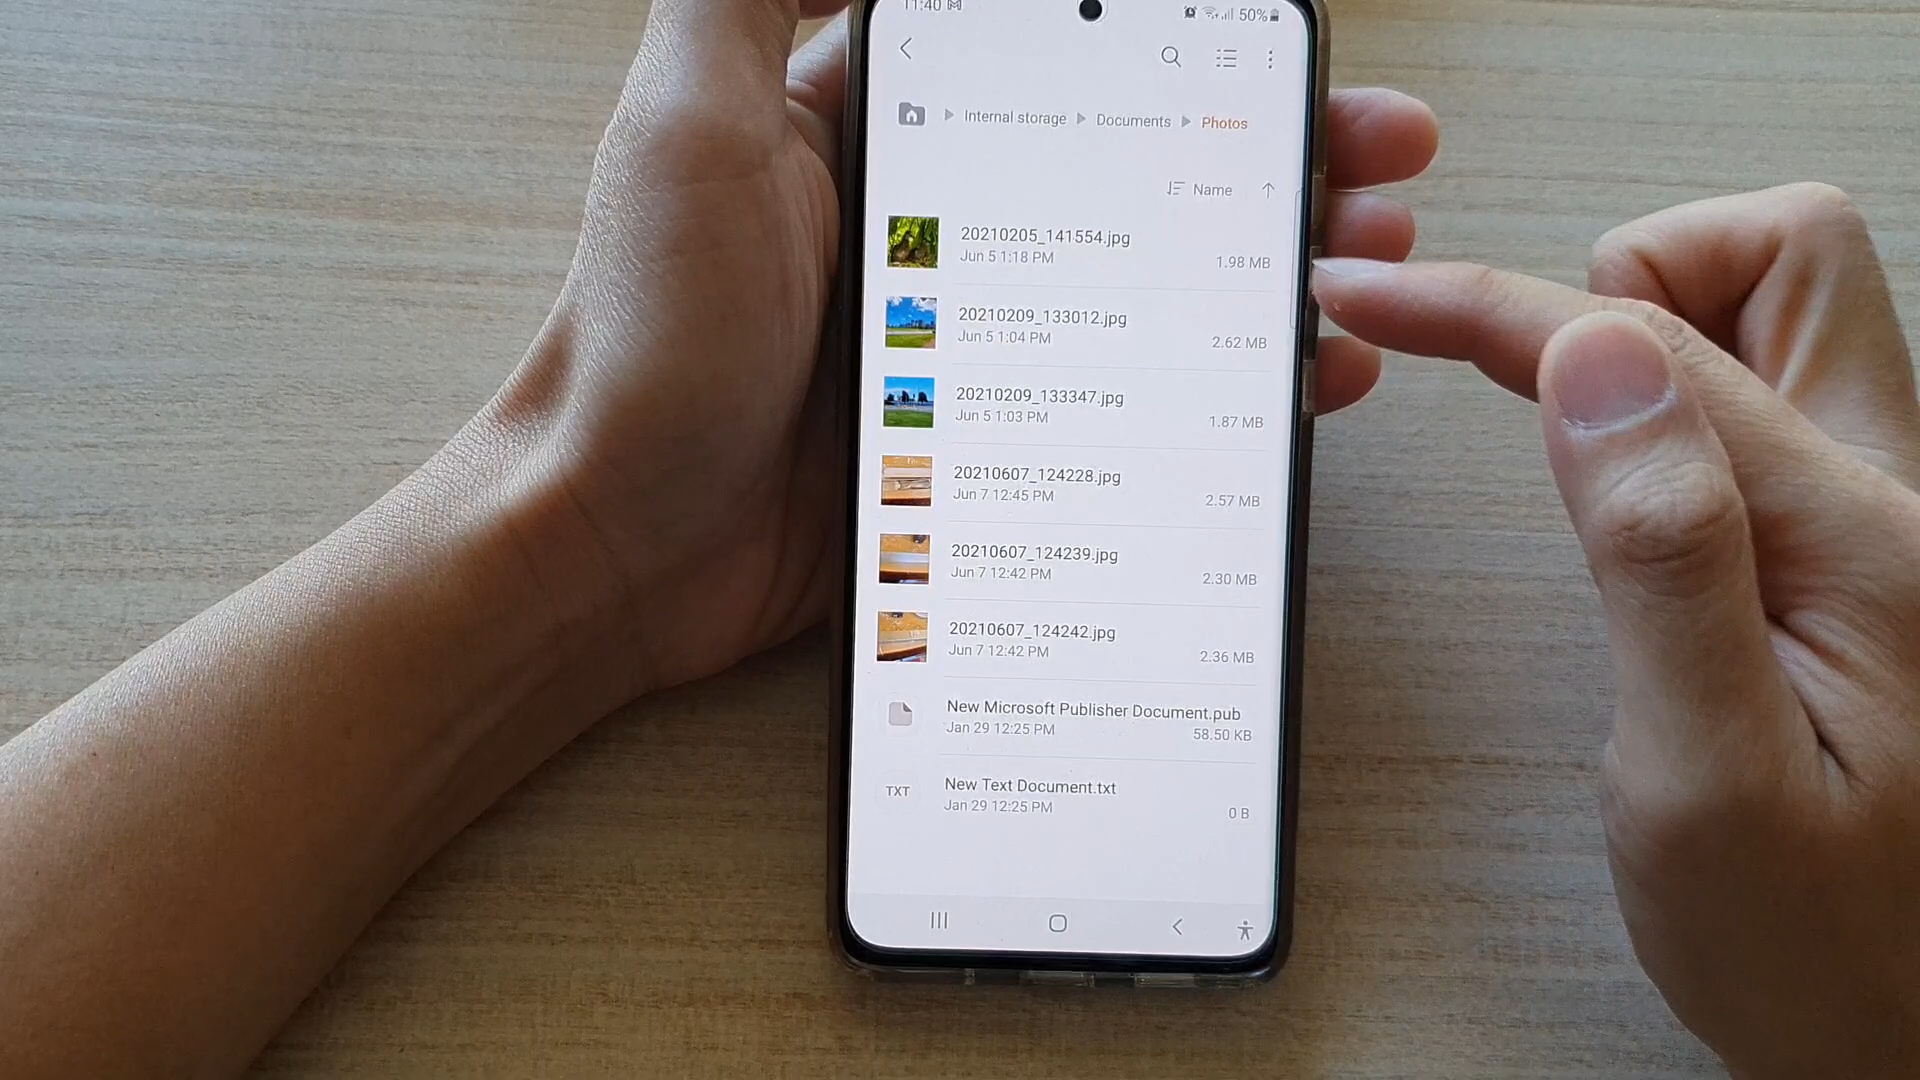 11:40
50%
Internal storage Documents Photos
Name
20210205_141554.jpg
Jun 5 1:18 PM
1.98 MB
20210209_133012.jpg
Jun 5 1:04 PM
2.62 MB
20210209_133347.jpg
Jun 5 1:03 PM
1.87 MB
20210607_124228.jpg
Jun 7 12:45 PM
2.57 MB
20210607_124239.jpg
Jun 7 12:42 PM
2.30 MB
20210607_124242.jpg
Jun 7 12:42 PM
2.36 MB
New Microsoft Publisher Document.pub
Jan 29 12:25 PM
58.50 KB
TXT
New Text Document.txt
Jan 29 12:25 PM
0 B